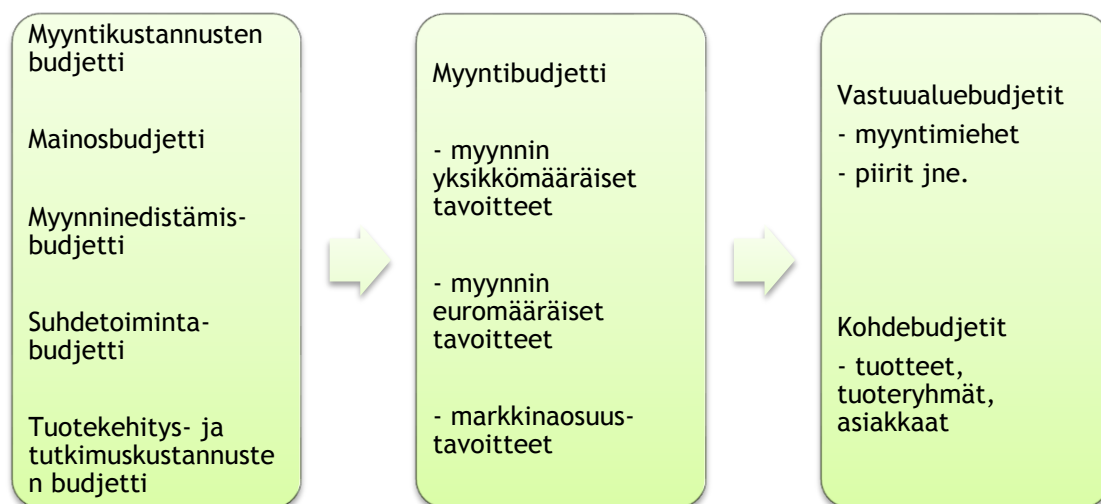 Myyntikustannusten
budjetti
Mainosbudjetti
Myynninedistämis-
budjetti
Suhdetoiminta-
budjetti
Tuotekehitys- ja
tutkimuskustannuste
n budjetti
Myyntibudjetti
- myynnin
yksikkömääräiset
tavoitteet
- myynnin
euromääräiset
tavoitteet
- markkinaosuus-
tavoitteet
Vastuualuebudjetit
- myyntimiehet
- piirit jne.
Kohdebudjetit
- tuotteet,
tuoteryhmät,
asiakkaat